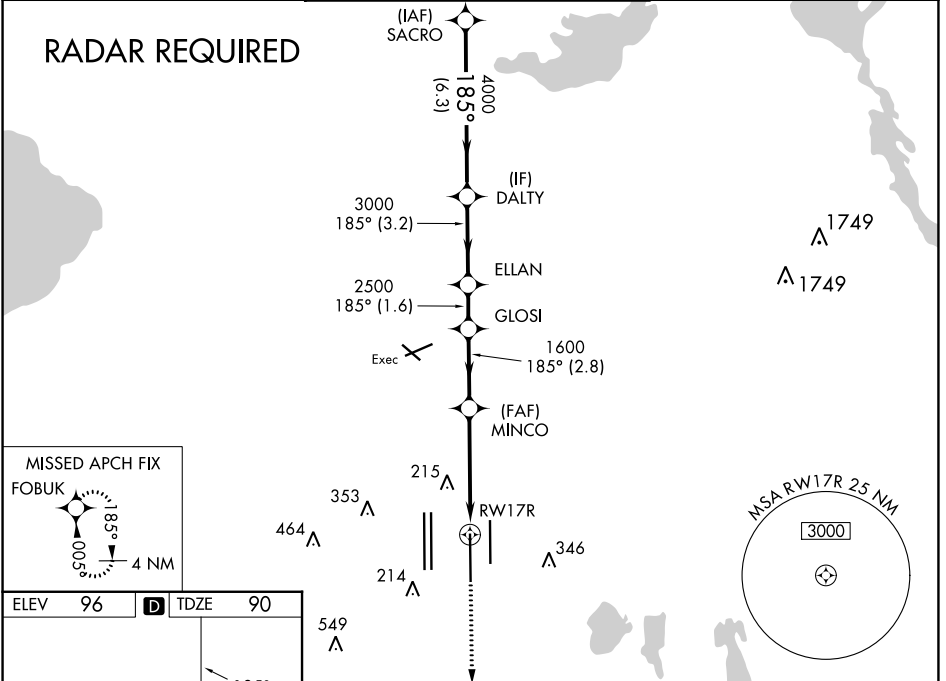 RADAR REQUIRED
(IAF)
SACRO
4000
185°
(6.3)
(IF)
DALTY
3000
185° (3.2)
1749
1749
ELLAN
2500
185° (1.6)
GLOSI
Exec
1600
185° (2.8)
(FAF)
MINCO
MISSED APCH FIX
FOBUK
185°
005°
4 NM
215
353
RW17R
464
346
214
MSA RW17R 25 NM
3000
ELEV 96 D TDZE 90
549